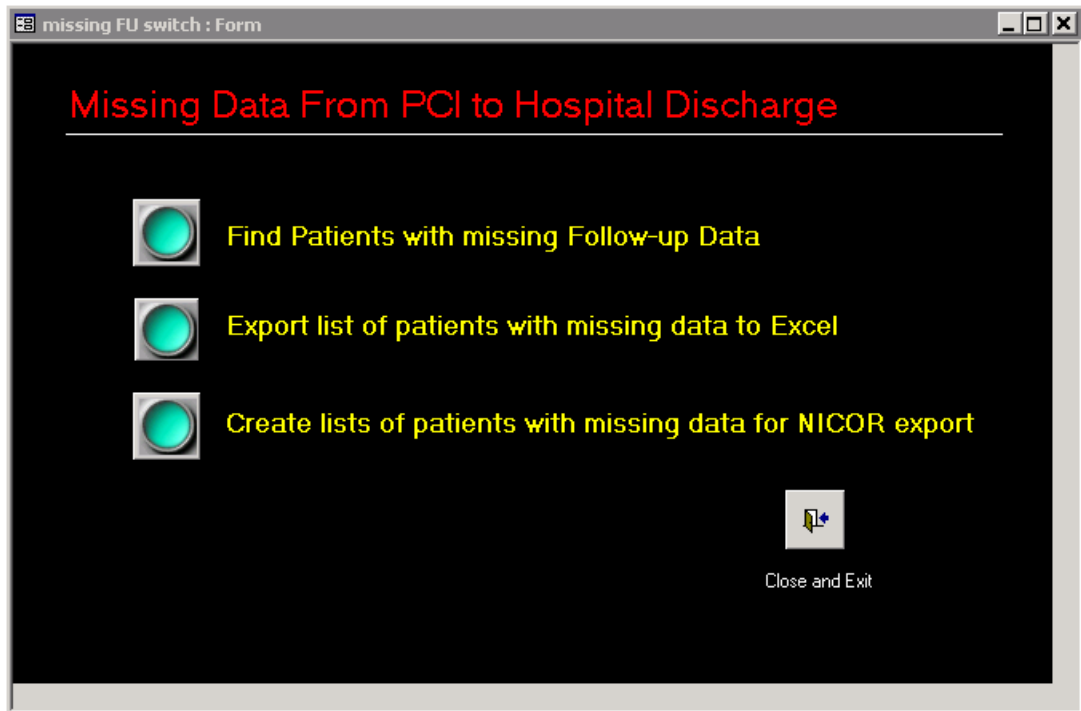 missing FU switch : Form
Missing Data From PCI to Hospital Discharge
Find Patients with missing Follow-up Data
Export list of patients with missing data to Excel
Create lists of patients with missing data for NICOR export
Close and Exit